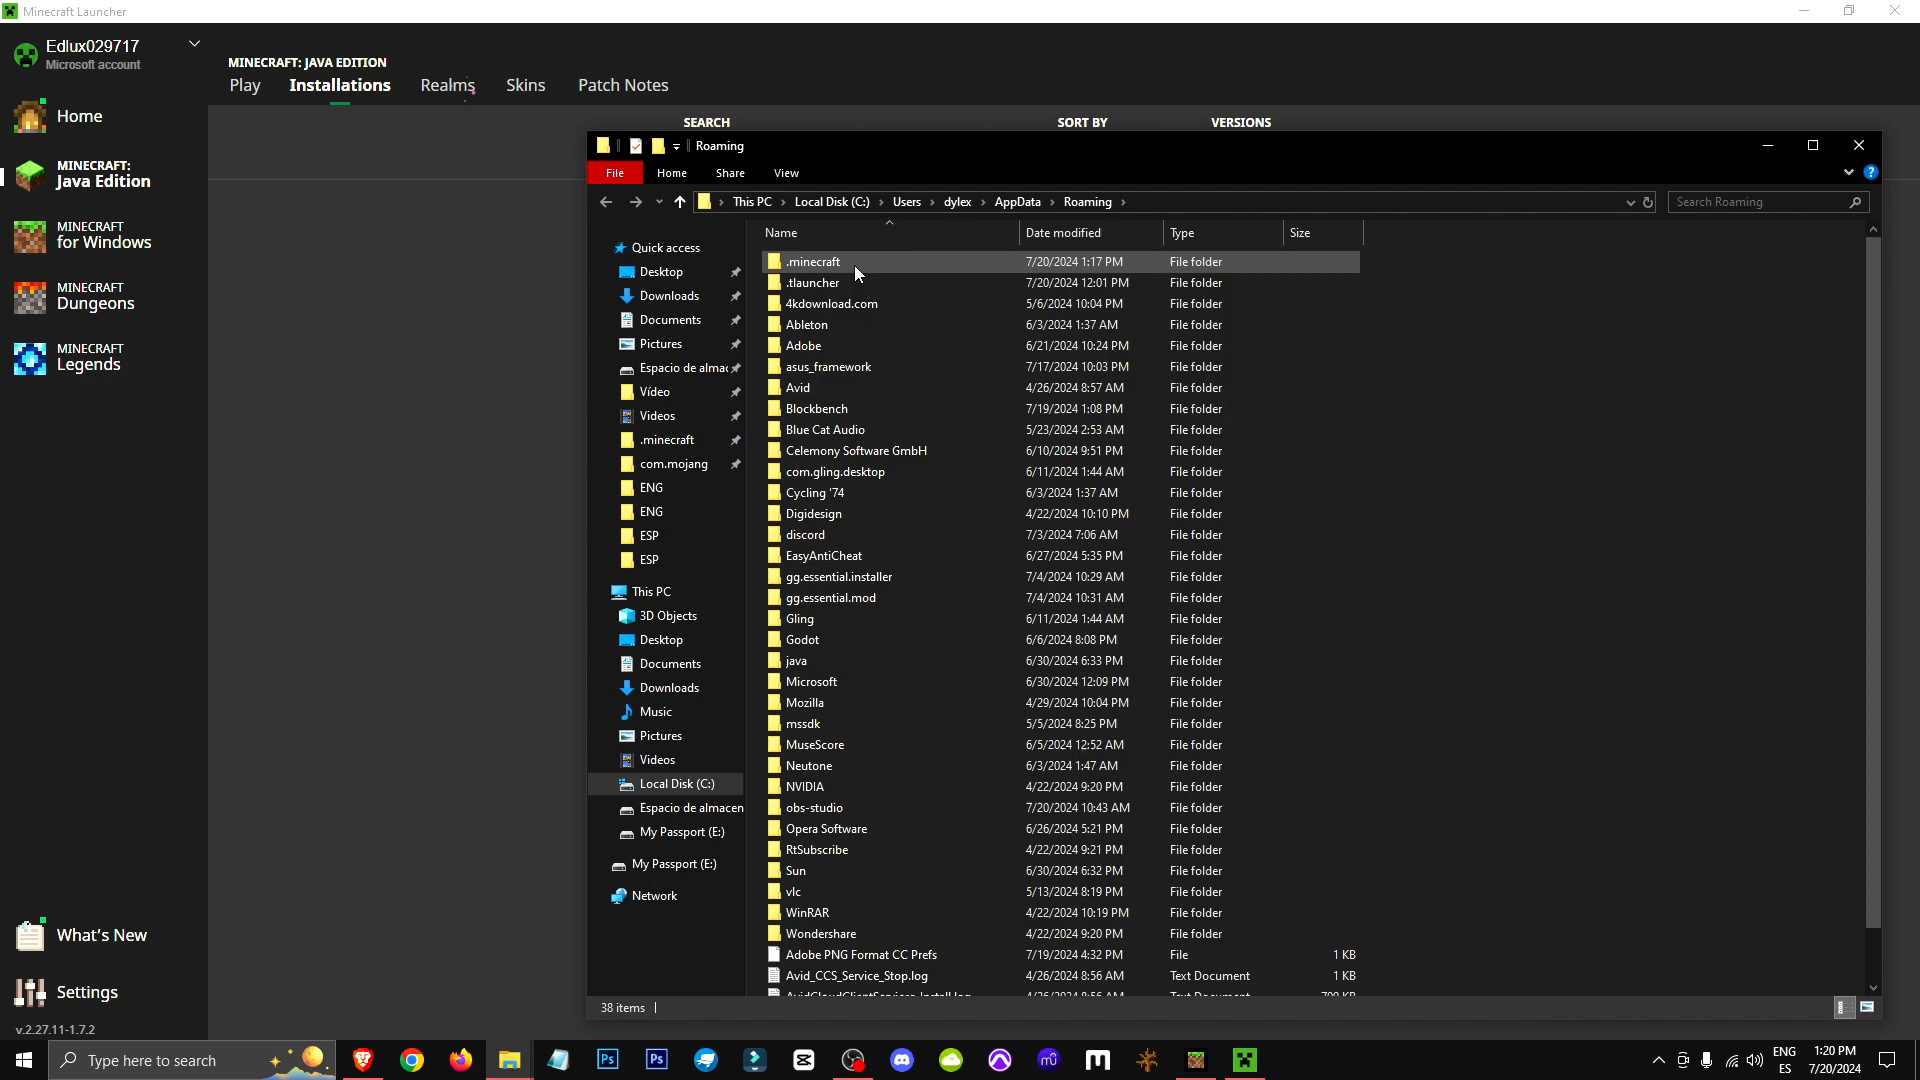 Minecraft Launcher
Edlux029717
Microsoft account
Home
MINECRAFT:
Java Edition
MINECRAFT
for Windows
MINECRAFT
Dungeons
MINECRAFT
Legends
What's New
Settings
v.2.27.11-1.7.2
MINECRAFT: JAVA EDITION
Play Installations Realms Skins Patch Notes
SEARCH SORT BY VERSIONS
Roaming
File Home Share View
This PC Local Disk (C:) Users dylex AppData Roaming
Search Roaming
Quick access
Desktop
Downloads
Documents
Pictures
Espacio de almac
Vídeo
Videos
.minecraft
com.mojang
ENG
ENG
ESP
ESP
This PC
3D Objects
Desktop
Documents
Downloads
Music
Pictures
Videos
Local Disk (C:)
Espacio de almacen
My Passport (E:)
My Passport (E:)
Network
Name Date modified Type Size
.minecraft 7/20/2024 1:17 PM File folder
.tlauncher 7/20/2024 12:01 PM File folder
4kdownload.com 5/6/2024 10:04 PM File folder
Ableton 6/3/2024 1:37 AM File folder
Adobe 6/21/2024 10:24 PM File folder
asus_framework 7/17/2024 10:03 PM File folder
Avid 4/26/2024 8:57 AM File folder
Blockbench 7/19/2024 1:08 PM File folder
Blue Cat Audio 5/23/2024 2:53 AM File folder
Celemony Software GmbH 6/10/2024 9:51 PM File folder
com.gling.desktop 6/11/2024 1:44 AM File folder
Cycling '74 6/3/2024 1:37 AM File folder
Digidesign 4/22/2024 10:10 PM File folder
discord 7/3/2024 7:06 AM File folder
EasyAntiCheat 6/27/2024 5:35 PM File folder
gg.essential.installer 7/4/2024 10:29 AM File folder
gg.essential.mod 7/4/2024 10:31 AM File folder
Gling 6/11/2024 1:44 AM File folder
Godot 6/6/2024 8:08 PM File folder
java 6/30/2024 6:33 PM File folder
Microsoft 6/30/2024 12:09 PM File folder
Mozilla 4/29/2024 10:04 PM File folder
mssdk 5/5/2024 8:25 PM File folder
MuseScore 6/5/2024 12:52 AM File folder
Neutone 6/3/2024 1:47 AM File folder
NVIDIA 4/22/2024 9:20 PM File folder
obs-studio 7/20/2024 10:43 AM File folder
Opera Software 6/26/2024 5:21 PM File folder
RtSubscribe 4/22/2024 9:21 PM File folder
Sun 6/30/2024 6:32 PM File folder
vlc 5/13/2024 8:19 PM File folder
WinRAR 4/22/2024 10:19 PM File folder
Wondershare 4/22/2024 9:20 PM File folder
Adobe PNG Format CC Prefs 7/19/2024 4:32 PM File 1 KB
Avid_CCS_Service_Stop.log 4/26/2024 8:56 AM Text Document 1 KB
38 items
Type here to search
Ps Ps
ENG
ES
1:20 PM
7/20/2024